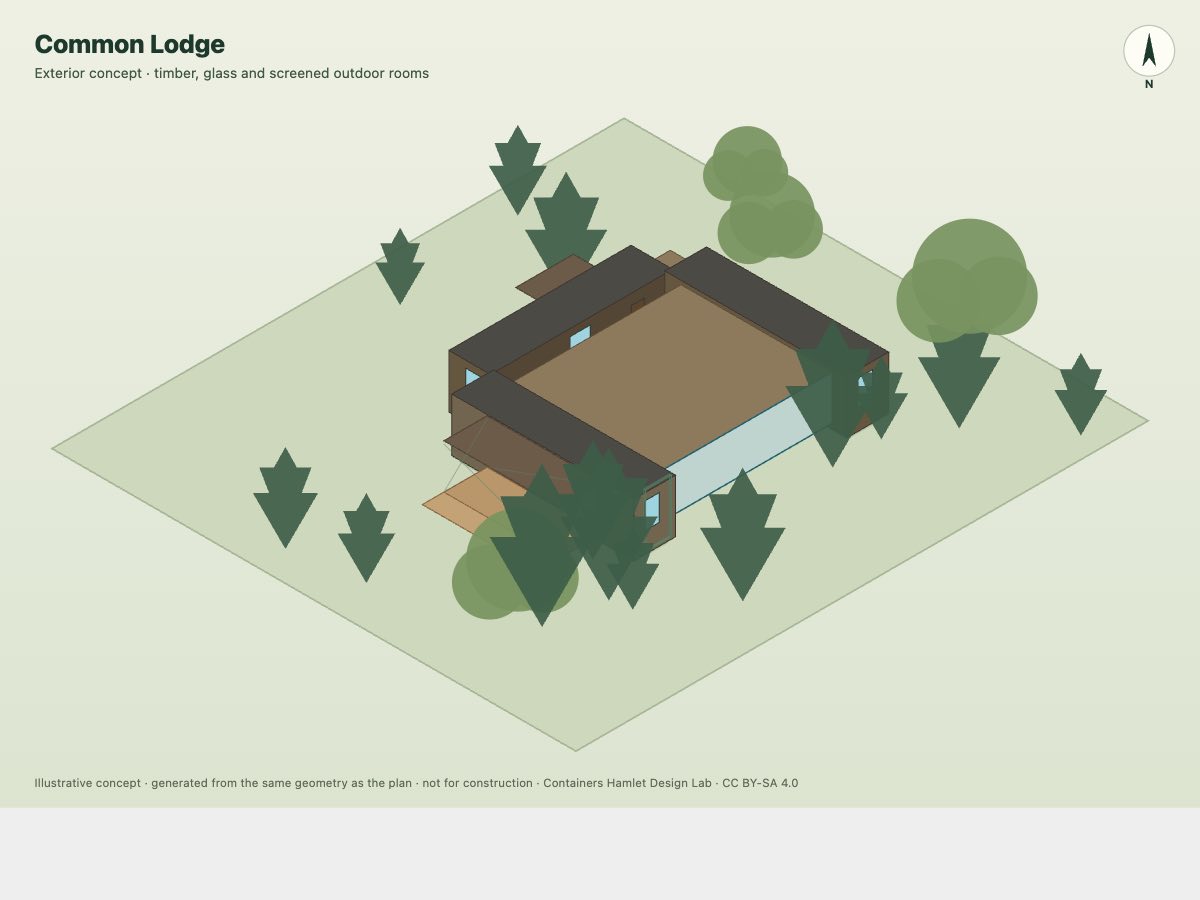 Common Lodge
Exterior concept · timber, glass and screened outdoor rooms
N
Illustrative concept · generated from the same geometry as the plan · not for construction · Containers Hamlet Design Lab · CC BY-SA 4.0